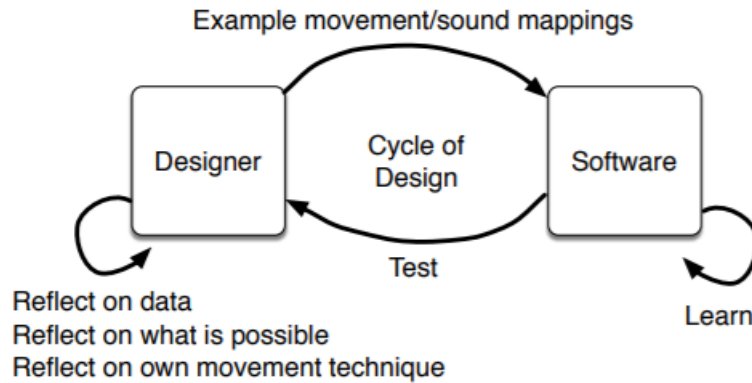 Example movement/sound mappings
Designer
Cycle of
Design
Software
Test
Reflect on data
Reflect on what is possible
Reflect on own movement technique
Learn